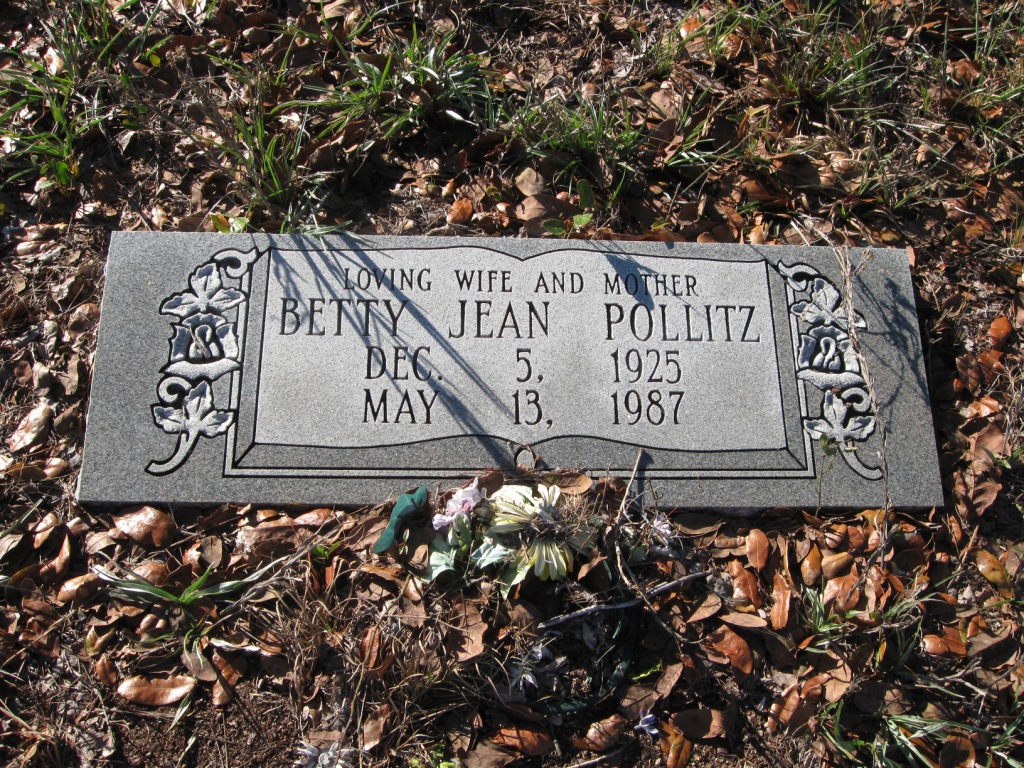 LOVING WIFE AND MOTHER
BETTY JEAN POLLITZ
DEC. 5, 1925
MAY 13, 1987